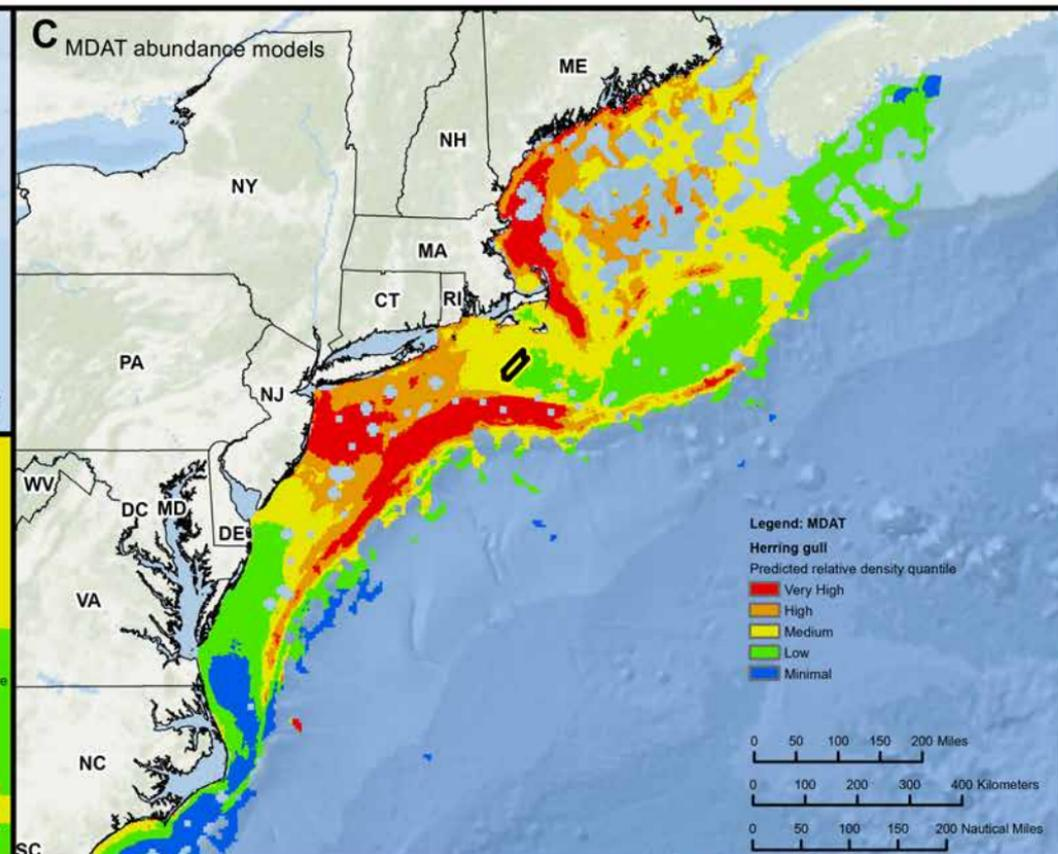 C MDAT abundance models
ME
NH
NY
MA
CT RI
PA
NJ
WV
DC MD
DE
VA
e
NC
SC
Legend: MDAT
Herring gull
Predicted relative density quantile
Very High
High
Medium
Low
Minimal
0 50 100 150 200 Miles
0 100 200 300 400 Kilometers
0 50 100 150 200 Nautical Miles